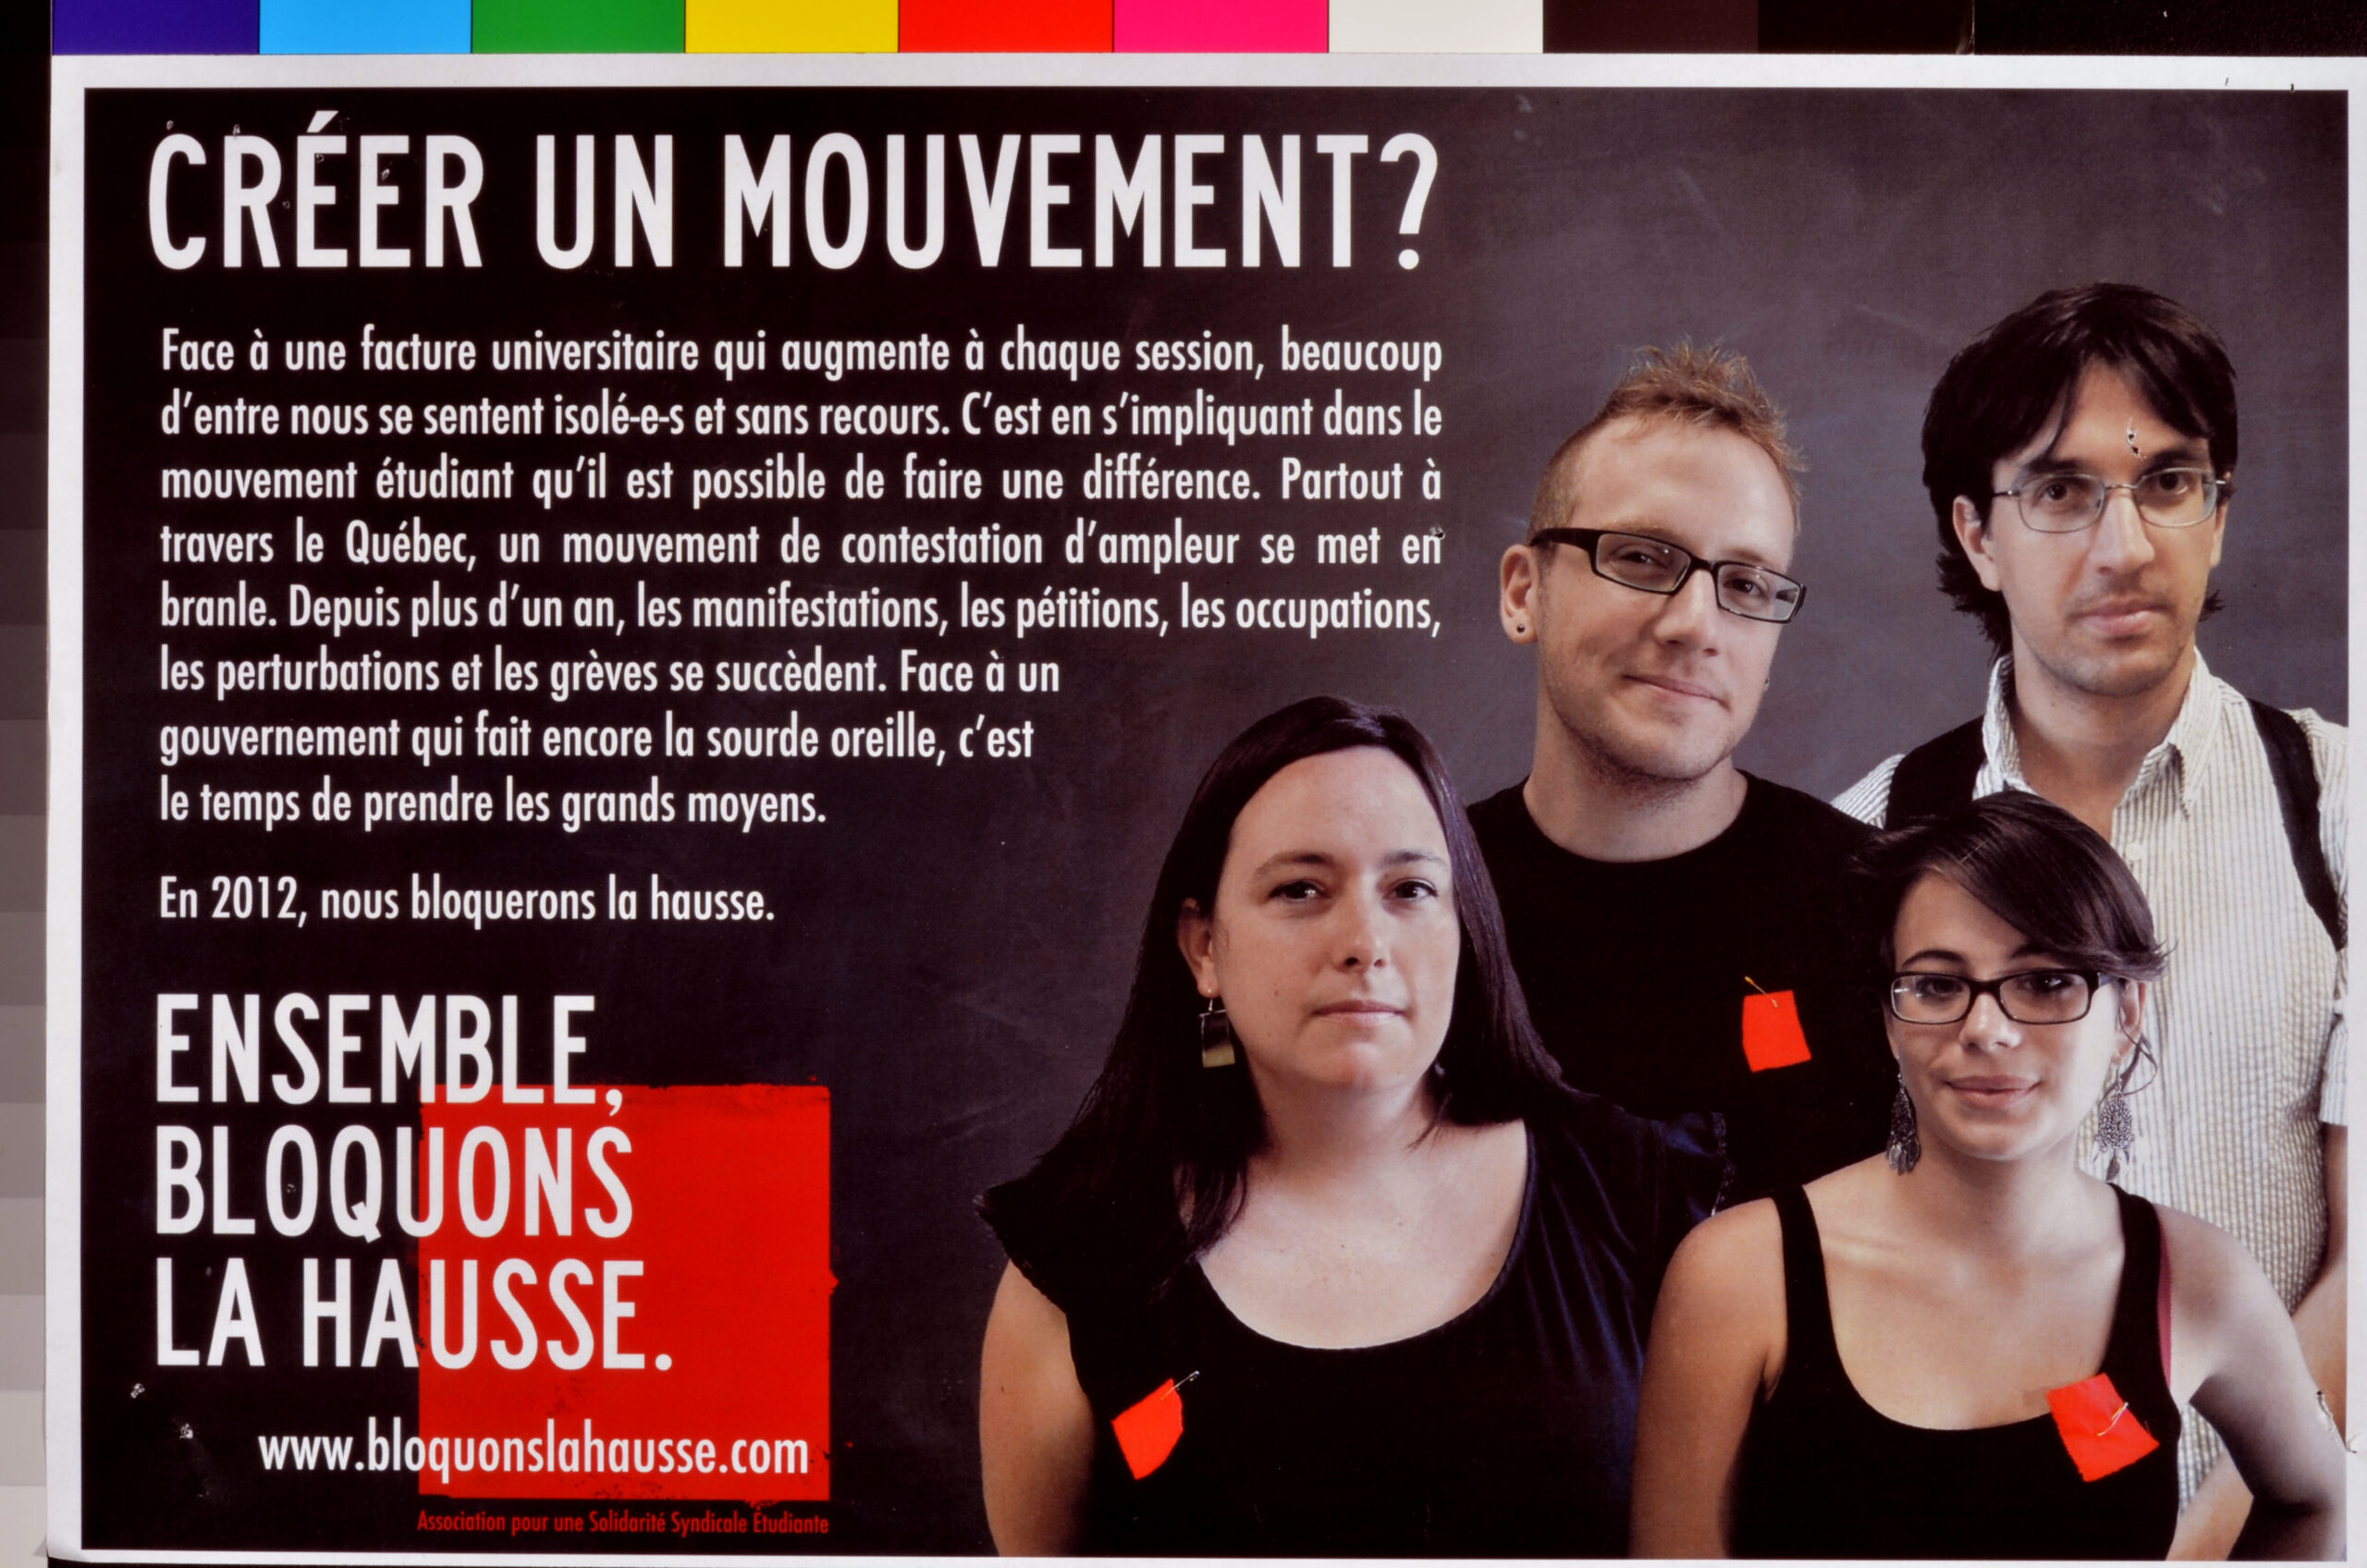 CRÉER UN MOUVEMENT?
Face à une facture universitaire qui augmente à chaque session, beaucoup
d'entre nous se sentent isolé-e-s et sans recours. C'est en s'impliquant dans le
mouvement étudiant qu'il est possible de faire une différence. Partout à
travers le Québec, un mouvement de contestation d'ampleur se met en
branle. Depuis plus d'un an, les manifestations, les pétitions, les occupations,
les perturbations et les grèves se succèdent. Face à un
gouvernement qui fait encore la sourde oreille, c'est
le temps de prendre les grands moyens.
En 2012, nous bloquerons la hausse.
ENSEMBLE,
BLOQUONS
LA HAUSSE.
www.bloquonslahausse.com
Association pour une Solidarité Syndicale Étudiante